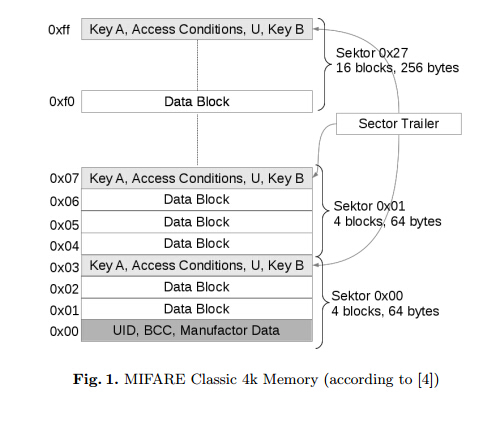 0xff Key A, Access Conditions, U, Key B
Sektor 0x27
16 blocks, 256 bytes
0xf0 Data Block
Sector Trailer
0x07 Key A, Access Conditions, U, Key B
0x06 Data Block
Sektor 0x01
4 blocks, 64 bytes
0x05 Data Block
0x04 Data Block
0x03 Key A, Access Conditions, U, Key B
0x02 Data Block
Sektor 0x00
4 blocks, 64 bytes
0x01 Data Block
0x00 UID, BCC, Manufactor Data
Fig. 1. MIFARE Classic 4k Memory (according to [4])